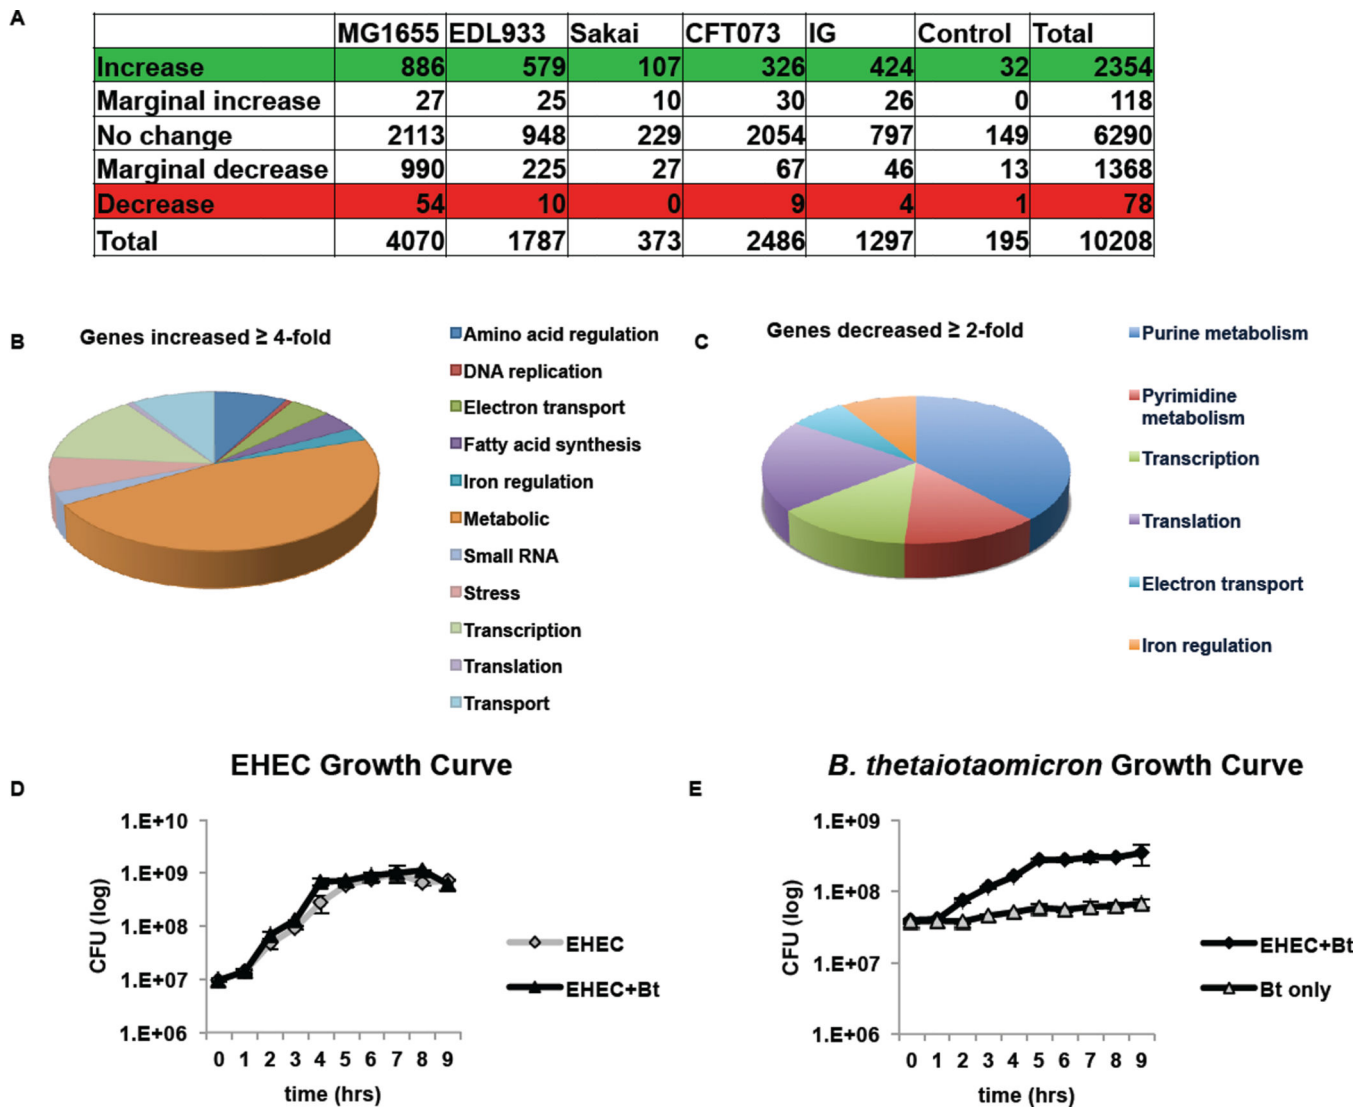 A
MG1655 EDL933 Sakai CFT073 IG Control Total
Increase 886 579 107 326 424 32 2354
Marginal increase 27 25 10 30 26 0 118
No change 2113 948 229 2054 797 149 6290
Marginal decrease 990 225 27 67 46 13 1368
Decrease 54 10 0 9 4 1 78
Total 4070 1787 373 2486 1297 195 10208
B
Genes increased ≥ 4-fold
Amino acid regulation
DNA replication
Electron transport
Fatty acid synthesis
Iron regulation
Metabolic
Small RNA
Stress
Transcription
Translation
Transport
C
Genes decreased ≥ 2-fold
Purine metabolism
Pyrimidine
metabolism
Transcription
Translation
Electron transport
Iron regulation
D
EHEC Growth Curve
CFU (log)
1.E+10
1.E+09
1.E+08
1.E+07
1.E+06
0 1 2 3 4 5 6 7 8 9
time (hrs)
EHEC
EHEC+Bt
E
B. thetaiotaomicron Growth Curve
CFU (log)
1.E+09
1.E+08
1.E+07
1.E+06
0 1 2 3 4 5 6 7 8 9
time (hrs)
EHEC+Bt
Bt only